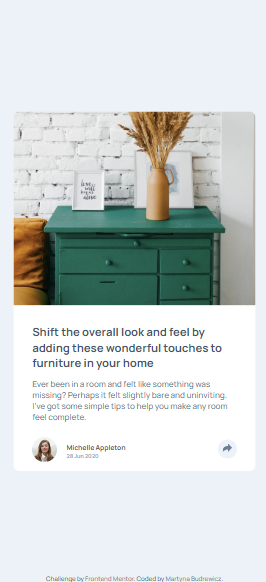 love
well
alone
Shift the overall look and feel by
adding these wonderful touches to
furniture in your home
Ever been in a room and felt like something was
missing? Perhaps it felt slightly bare and uninviting.
I've got some simple tips to help you make any room
feel complete.
Michelle Appleton
28 Jun 2020
Challenge by Frontend Mentor. Coded by Martyna Budrewicz.